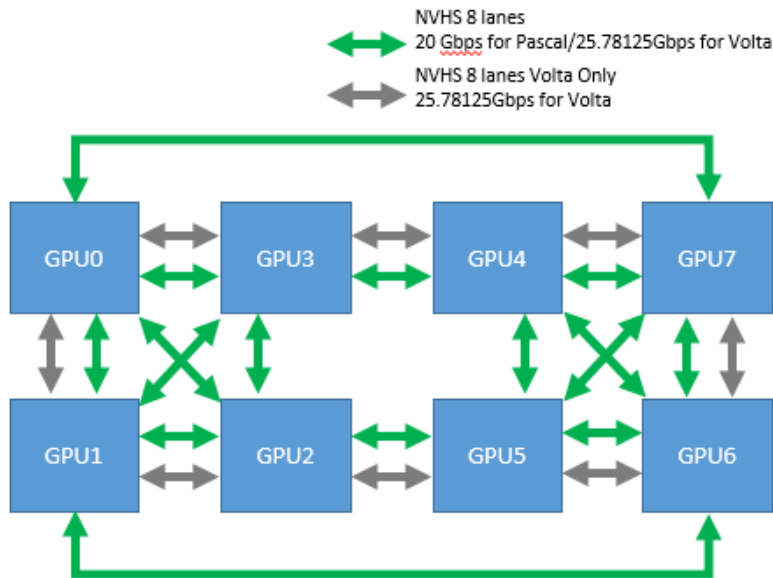 NVHS 8 lanes
20 Gbps for Pascal/25.78125Gbps for Volta
NVHS 8 lanes Volta Only
25.78125Gbps for Volta
GPU0
GPU3
GPU4
GPU7
GPU1
GPU2
GPU5
GPU6